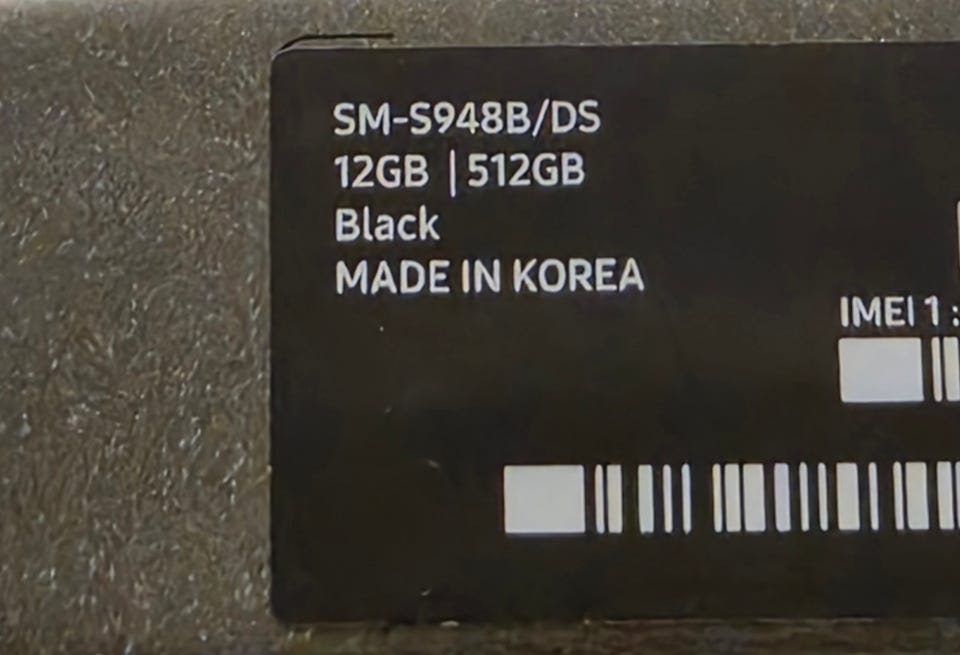 SM-S948B/DS
12GB | 512GB
Black
MADE IN KOREA
IMEI 1 :